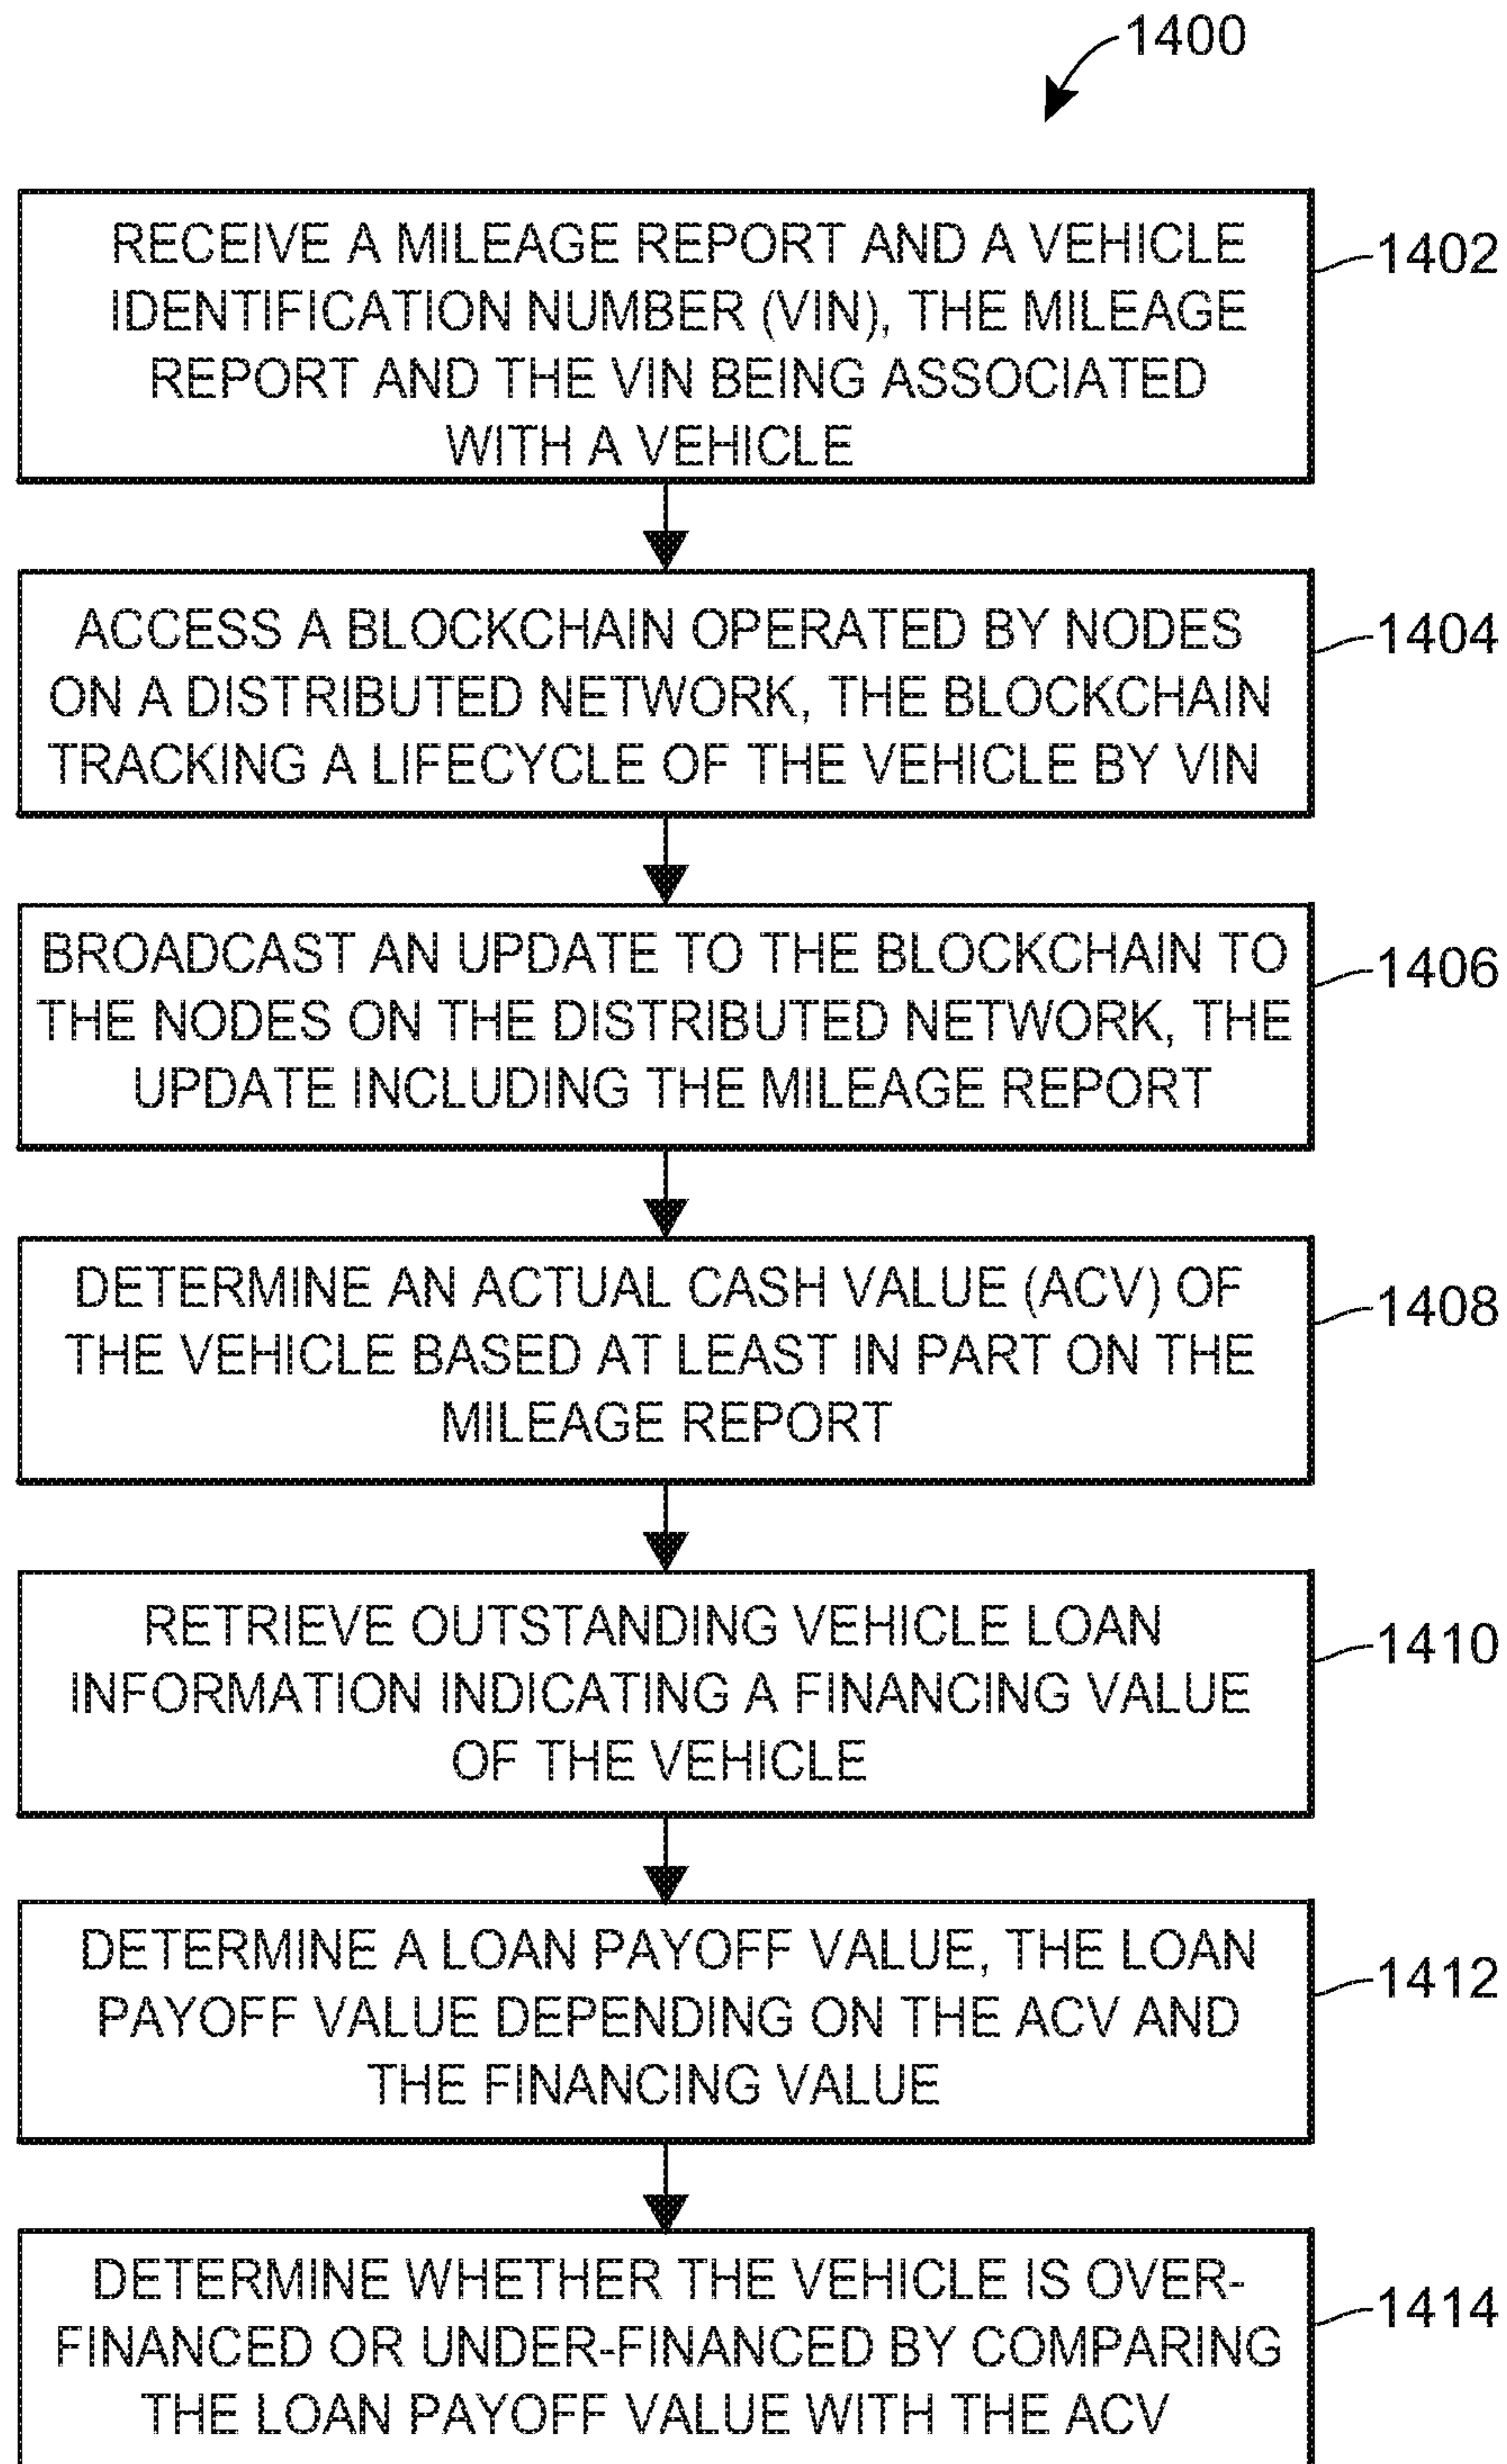 1400
RECEIVE A MILEAGE REPORT AND A VEHICLE
IDENTIFICATION NUMBER (VIN), THE MILEAGE
REPORT AND THE VIN BEING ASSOCIATED
WITH A VEHICLE
1402
ACCESS A BLOCKCHAIN OPERATED BY NODES
ON A DISTRIBUTED NETWORK, THE BLOCKCHAIN
TRACKING A LIFECYCLE OF THE VEHICLE BY VIN
1404
BROADCAST AN UPDATE TO THE BLOCKCHAIN TO
THE NODES ON THE DISTRIBUTED NETWORK, THE
UPDATE INCLUDING THE MILEAGE REPORT
1406
DETERMINE AN ACTUAL CASH VALUE (ACV) OF
THE VEHICLE BASED AT LEAST IN PART ON THE
MILEAGE REPORT
1408
RETRIEVE OUTSTANDING VEHICLE LOAN
INFORMATION INDICATING A FINANCING VALUE
OF THE VEHICLE
1410
DETERMINE A LOAN PAYOFF VALUE, THE LOAN
PAYOFF VALUE DEPENDING ON THE ACV AND
THE FINANCING VALUE
1412
DETERMINE WHETHER THE VEHICLE IS OVER-
FINANCED OR UNDER-FINANCED BY COMPARING
THE LOAN PAYOFF VALUE WITH THE ACV
1414